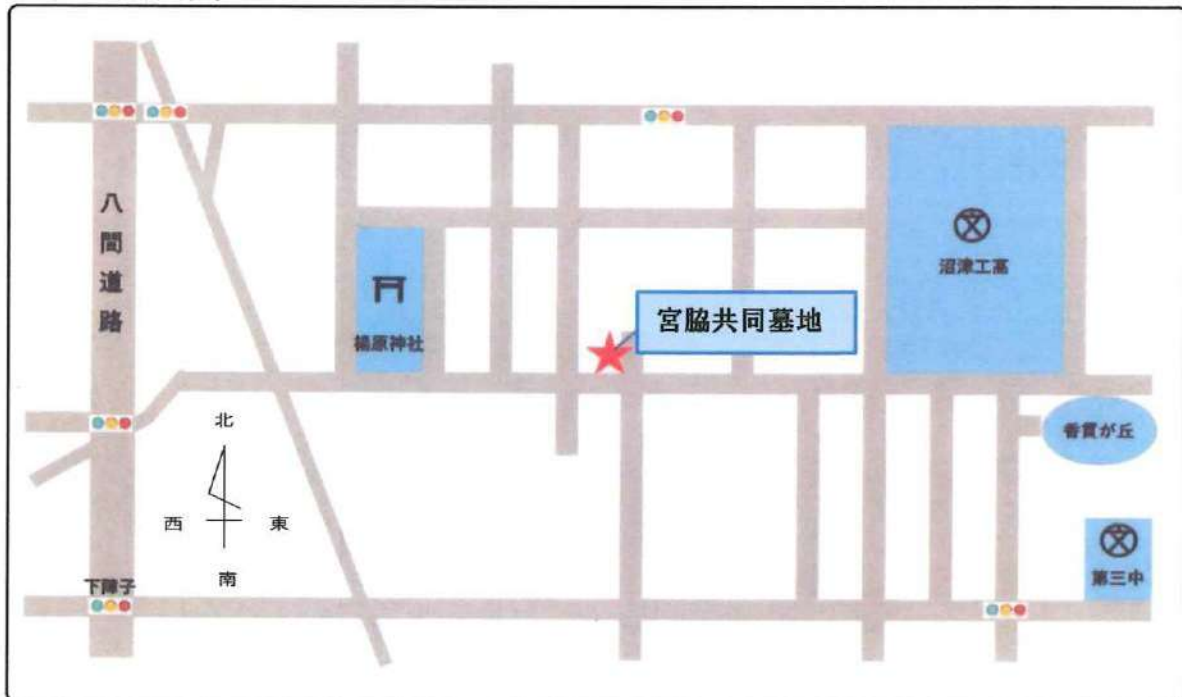 八間道路
沼津工高
宮脇共同墓地
楊原神社
香貫が丘
北
西
東
南
第三中
下障子